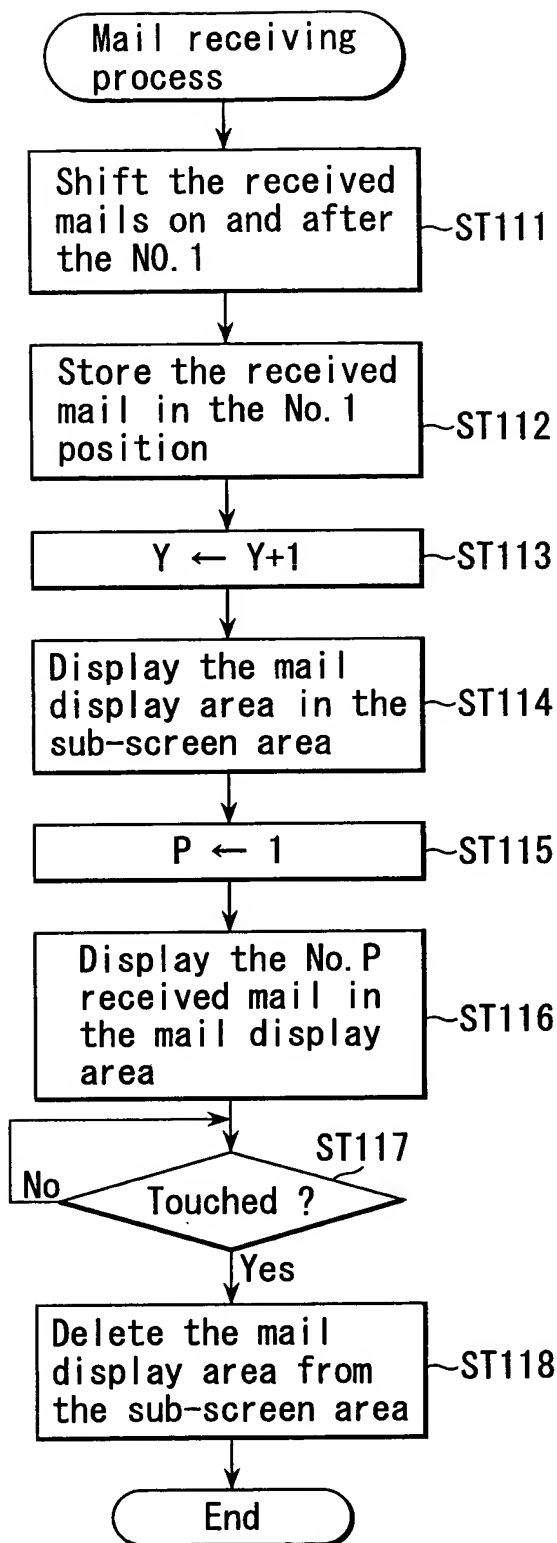 Mail receiving
process
Shift the received
mails on and after
the NO.1
ST111
Store the received
mail in the No.1
position
ST112
Y ← Y+1
ST113
Display the mail
display area in the
sub-screen area
ST114
P ← 1
ST115
Display the No.P
received mail in
the mail display
area
ST116
ST117
No
Touched ?
Yes
Delete the mail
display area from
the sub-screen area
ST118
End